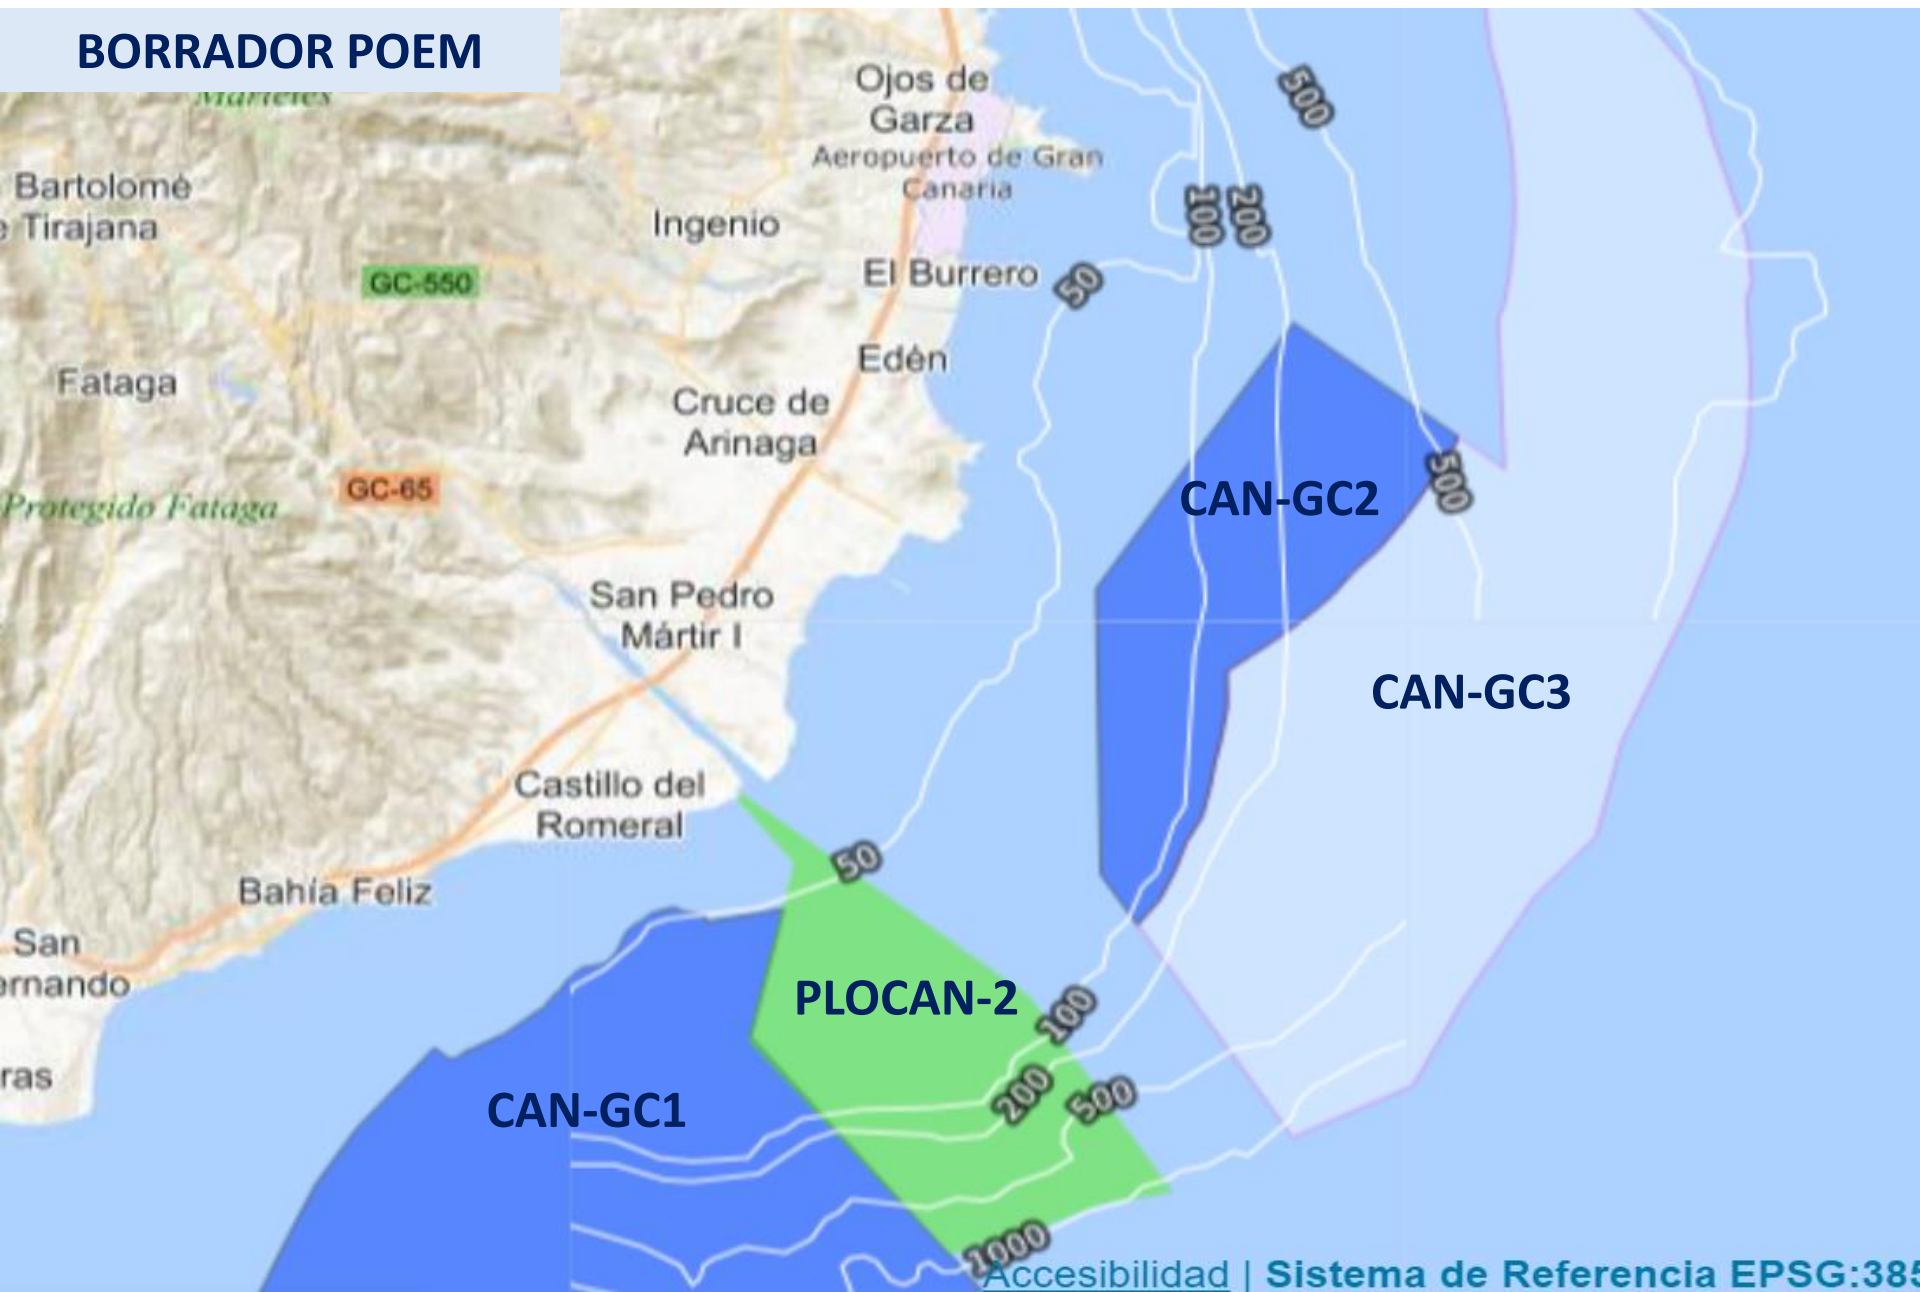 BORRADOR POEM
Marteles
Ojos de
Garza
Aeropuerto de Gran
Canaria
Bartolomé
e Tirajana
Ingenio
GC-550
El Burrero
500
100
200
50
Fataga
Edén
Cruce de
Arinaga
GC-65
Protegido Fataga
CAN-GC2
500
San Pedro
Mártir I
CAN-GC3
Castillo del
Romeral
50
Bahía Feliz
San
ernando
PLOCAN-2
100
ras
CAN-GC1
200
500
1000
Accesibilidad | Sistema de Referencia EPSG:385